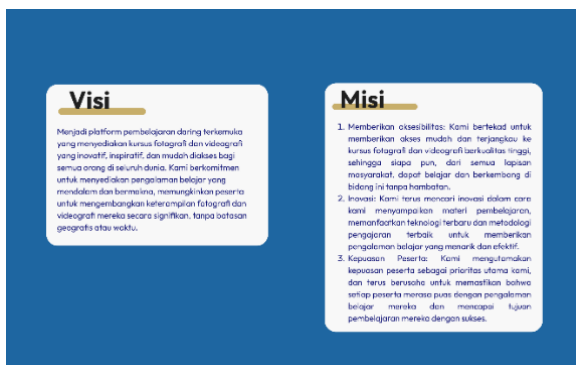 Visi
Menjadi platform pembelajaran daring terkemuka
yang menyediakan kursus fotografi dan videografi
yang inovatif, inspiratif, dan mudah diakses bagi
semua orang di seluruh dunia. Kami berkomitmen
untuk menyediakan pengalaman belajar yang
mendalam dan bermakna, memungkinkan peserta
untuk mengembangkan keterampilan fotografi dan
videografi mereka secara signifikan, tanpa batasan
geografis atau waktu.
Misi
1. Memberikan aksesibilitas: Kami bertekad untuk
memberikan akses mudah dan terjangkau ke
kursus fotografi dan videografi berkualitas tinggi,
sehingga siapa pun, dari semua lapisan
masyarakat, dapat belajar dan berkembang di
bidang ini tanpa hambatan.
2. Inovasi: Kami terus mencari inovasi dalam cara
kami menyampaikan materi pembelajaran,
memanfaatkan teknologi terbaru dan metodologi
pengajaran terbaik untuk memberikan
pengalaman belajar yang menarik dan efektif.
3. Kepuasan Peserta: Kami mengutamakan
kepuasan peserta sebagai prioritas utama kami,
dan terus berusaha untuk memastikan bahwa
setiap peserta merasa puas dengan pengalaman
belajar mereka dan mencapai tujuan
pembelajaran mereka dengan sukses.